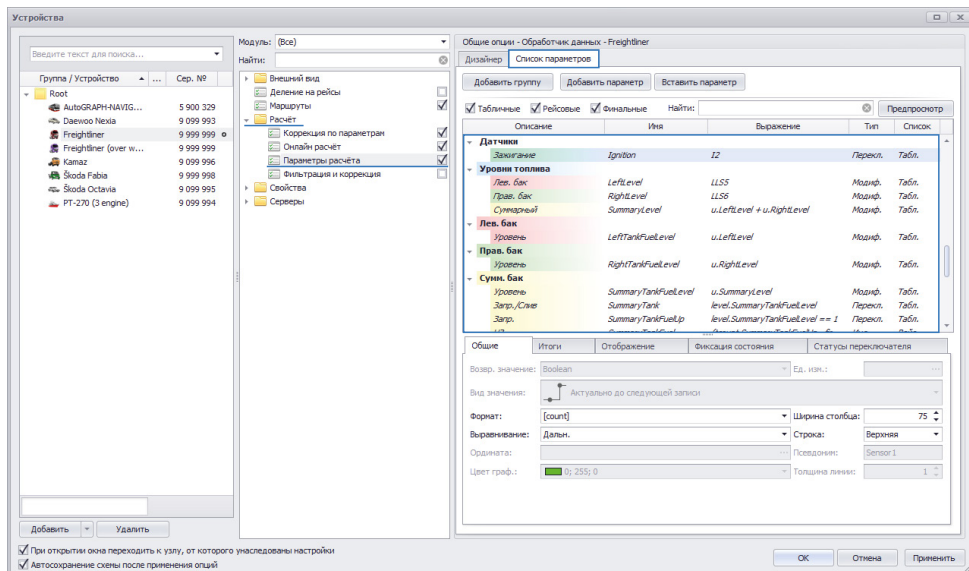 Устройства
Введите текст для поиска...
Группа / Устройство ... Сер. №
Root
AutoGRAPH-NAVIG... 5 900 329
Daewoo Nexia 9 099 993
Freightliner 9 999 999
Freightliner (over w... 9 999 999
Kamaz 9 099 996
Škoda Fabia 9 999 998
Škoda Octavia 9 099 995
PT-270 (3 engine) 9 099 994
Добавить Удалить
Модуль: (Все)
Найти:
Внешний вид
Деление на рейсы
Маршруты
Расчёт
Коррекция по параметрам
Онлайн расчёт
Параметры расчёта
Фильтрация и коррекция
Свойства
Серверы
Общие опции - Обработчик данных - Freightliner
Дизайнер Список параметров
Добавить группу Добавить параметр Вставить параметр
Табличные Рейсовые Финальные Найти: Предпросмотр
Описание Имя Выражение Тип Список
Датчики
Зажигание Ignition I2 Перекл. Табл.
Уровни топлива
Лев. бак LeftLevel LLS5 Модиф. Табл.
Прав. бак RightLevel LLS6 Модиф. Табл.
Суммарный SummaryLevel u.LeftLevel + u.RightLevel Модиф. Табл.
Лев. бак
Уровень LeftTankFuelLevel u.LeftLevel Модиф. Табл.
Прав. бак
Уровень RightTankFuelLevel u.RightLevel Модиф. Табл.
Сумм. бак
Уровень SummaryTankFuelLevel u.SummaryLevel Модиф. Табл.
Запр./Слив SummaryTank level.SummaryTankFuelLevel Перекл. Табл.
Запр. SummaryTankFuelUp level.SummaryTankFuelLevel == 1 Перекл. Табл.
Общие Итоги Отображение Фиксация состояния Статусы переключателя
Возвр. значение: Boolean Ед. изм.: ...
Вид значения: Актуально до следующей записи
Формат: [count] Ширина столбца: 75
Выравнивание: Дальн. Строка: Верхняя
Ордината: ... Псевдоним: Sensor1
Цвет граф.: 0; 255; 0 Толщина линии: 1
При открытии окна переходить к узлу, от которого унаследованы настройки
Автосохранение схемы после применения опций
ОК Отмена Применить